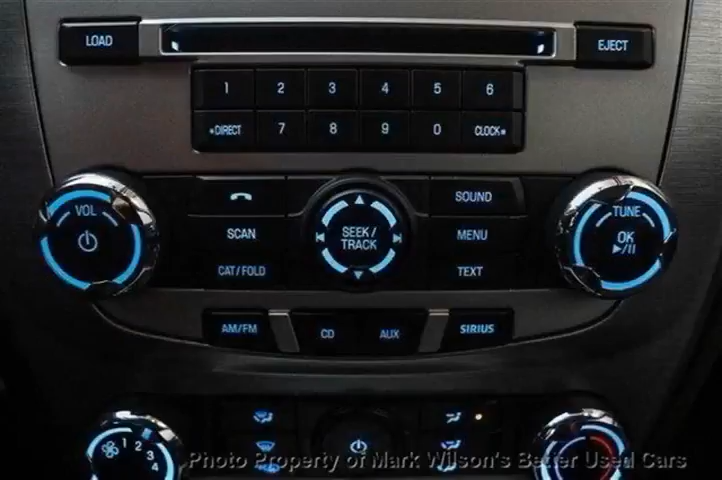 LOAD EJECT
1 2 3 4 5 6
*DIRECT 7 8 9 0 CLOCK*
VOL SOUND TUNE
SCAN SEEK/ MENU OK
TRACK
CAT/FOLD TEXT
AM/FM CD AUX SIRIUS
1 2 3 4
Photo Property of Mark Wilson's Better Used Cars